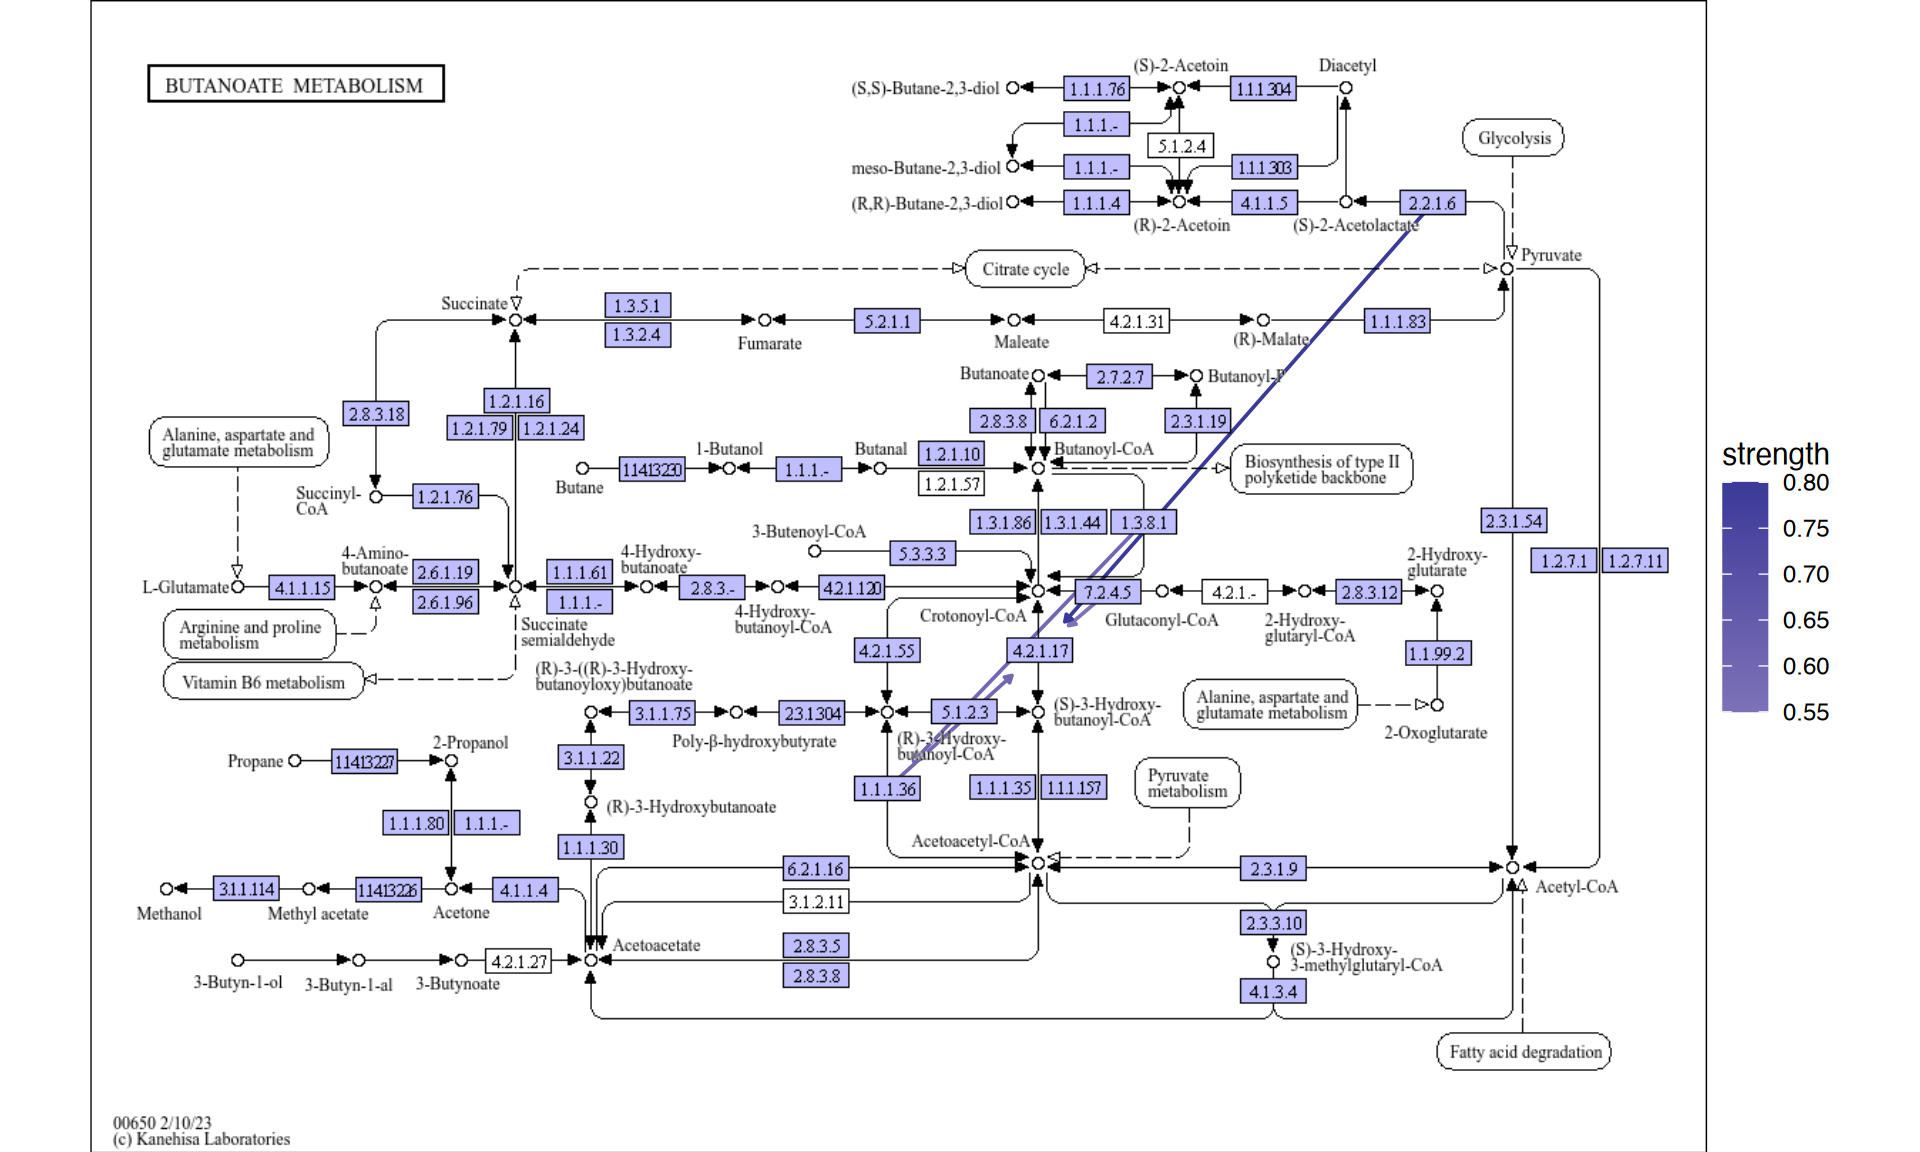 BUTANOATE METABOLISM
(S)-2-Acetoin
Diacetyl
(S,S)-Butane-2,3-diol
1.1.1.76
1.1.1.304
1.1.1.-
5.1.2.4
Glycolysis
meso-Butane-2,3-diol
1.1.1.-
1.1.1.303
(R,R)-Butane-2,3-diol
1.1.1.4
4.1.1.5
2.2.1.6
(R)-2-Acetoin
(S)-2-Acetolactate
Pyruvate
Citrate cycle
Succinate
1.3.5.1
1.3.2.4
Fumarate
5.2.1.1
Maleate
4.2.1.31
(R)-Malate
1.1.1.83
Butanoate
2.7.2.7
Butanoyl-P
2.8.3.18
1.2.1.16
1.2.1.79
1.2.1.24
2.8.3.8
6.2.1.2
2.3.1.19
Alanine, aspartate and
glutamate metabolism
1-Butanol
Butanal
1.2.1.10
Butanoyl-CoA
Butane
11413230
1.1.1.-
1.2.1.57
Biosynthesis of type II
polyketide backbone
Succinyl-
CoA
1.2.1.76
1.3.1.86
1.3.1.44
1.3.8.1
2.3.1.54
3-Butenoyl-CoA
5.3.3.3
1.2.7.1
1.2.7.11
L-Glutamate
4.1.1.15
4-Amino-
butanoate
2.6.1.19
2.6.1.96
1.1.1.61
1.1.1.-
4-Hydroxy-
butanoate
2.8.3.-
4.2.1.120
4-Hydroxy-
butanoyl-CoA
Crotonoyl-CoA
7.2.4.5
Glutaconyl-CoA
4.2.1.-
2-Hydroxy-
glutaryl-CoA
2.8.3.12
2-Hydroxy-
glutarate
Arginine and proline
metabolism
Succinate
semialdehyde
Vitamin B6 metabolism
4.2.1.55
4.2.1.17
1.1.99.2
(R)-3-((R)-3-Hydroxy-
butanoyloxy)butanoate
3.1.1.75
Poly-β-hydroxybutyrate
23.1304
5.1.2.3
(R)-3-Hydroxy-
butanoyl-CoA
(S)-3-Hydroxy-
butanoyl-CoA
Alanine, aspartate and
glutamate metabolism
2-Oxoglutarate
Propane
11413227
2-Propanol
3.1.1.22
1.1.1.36
1.1.1.35
1.1.1.157
Pyruvate
metabolism
(R)-3-Hydroxybutanoate
1.1.1.80
1.1.1.-
1.1.1.30
Acetoacetyl-CoA
6.2.1.16
2.3.1.9
Acetyl-CoA
3.1.1.114
11413226
4.1.1.4
3.1.2.11
Methanol
Methyl acetate
Acetone
2.3.3.10
Acetoacetate
2.8.3.5
2.8.3.8
(S)-3-Hydroxy-
3-methylglutaryl-CoA
4.2.1.27
3-Butyn-1-ol
3-Butyn-1-al
3-Butynoate
4.1.3.4
Fatty acid degradation
00650 2/10/23
(c) Kanehisa Laboratories
strength
0.80
0.75
0.70
0.65
0.60
0.55